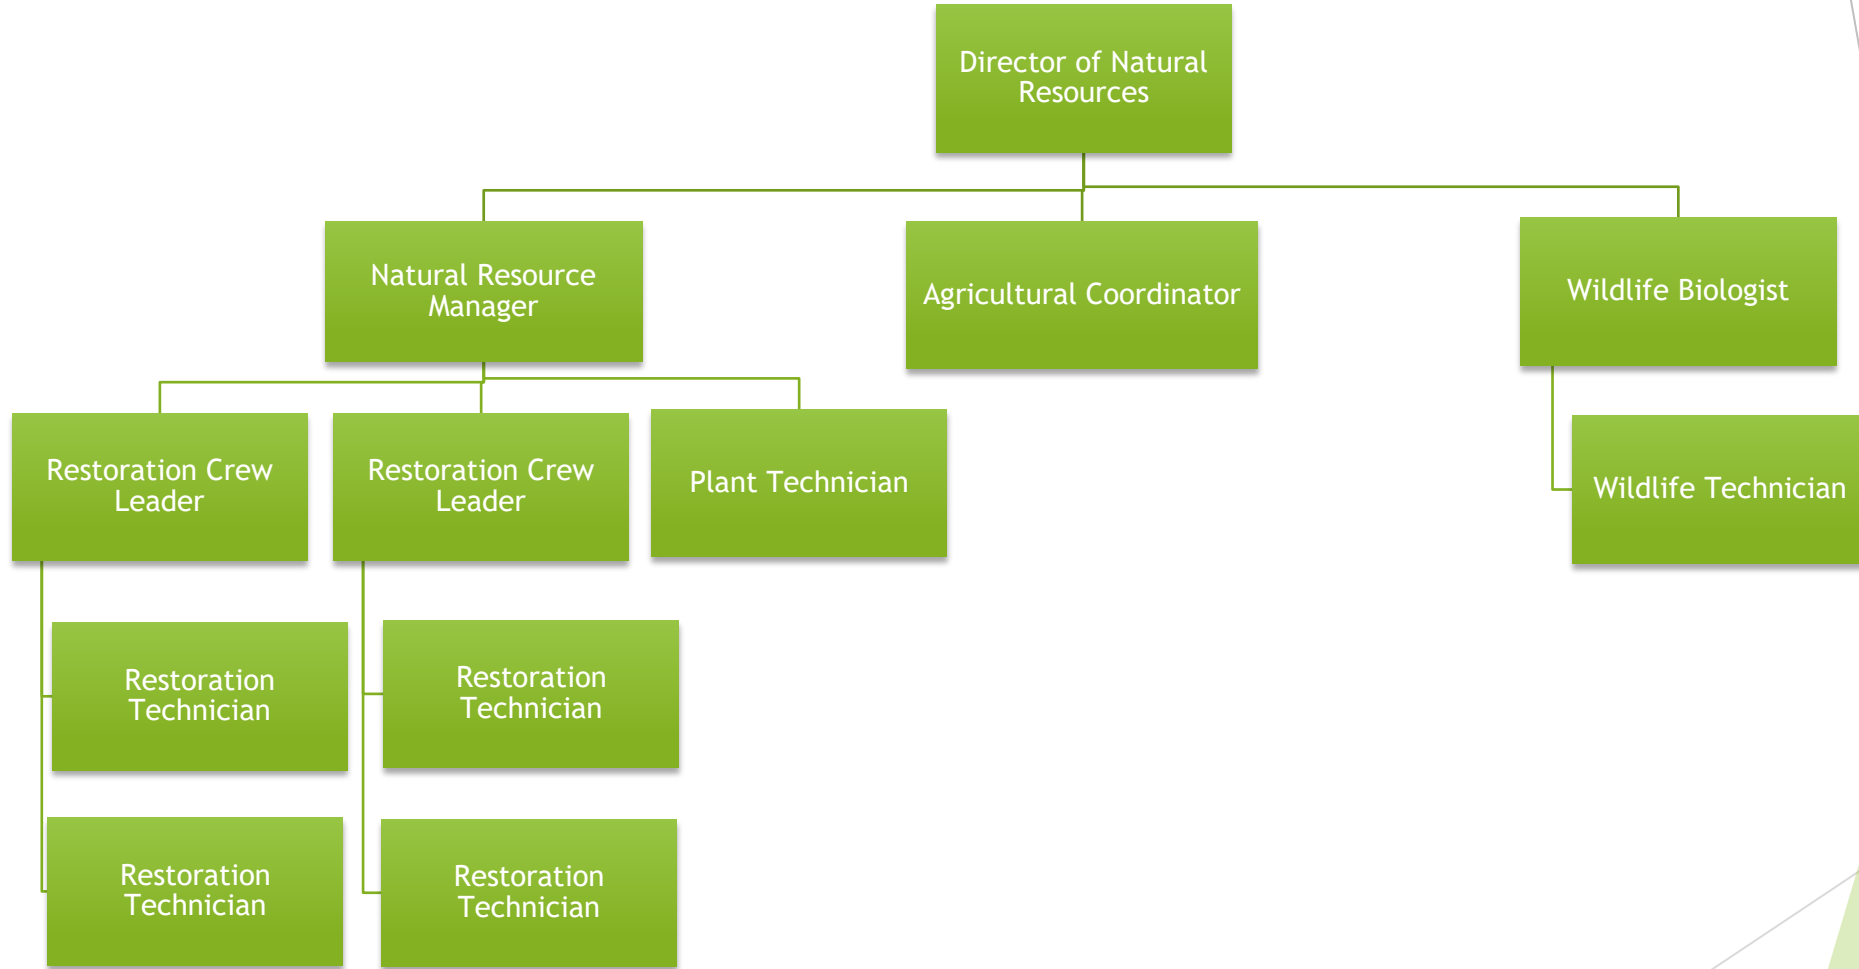 Director of Natural
Resources
Natural Resource
Manager
Agricultural Coordinator
Wildlife Biologist
Restoration Crew
Leader
Restoration Crew
Leader
Plant Technician
Wildlife Technician
Restoration
Technician
Restoration
Technician
Restoration
Technician
Restoration
Technician